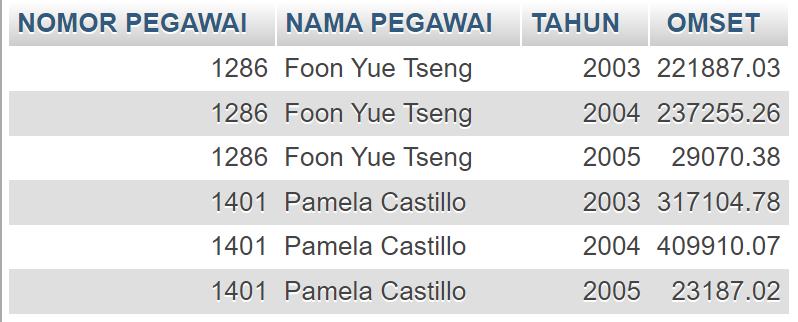 NOMOR PEGAWAI NAMA PEGAWAI TAHUN OMSET
1286 Foon Yue Tseng 2003 221887.03
1286 Foon Yue Tseng 2004 237255.26
1286 Foon Yue Tseng 2005 29070.38
1401 Pamela Castillo 2003 317104.78
1401 Pamela Castillo 2004 409910.07
1401 Pamela Castillo 2005 23187.02